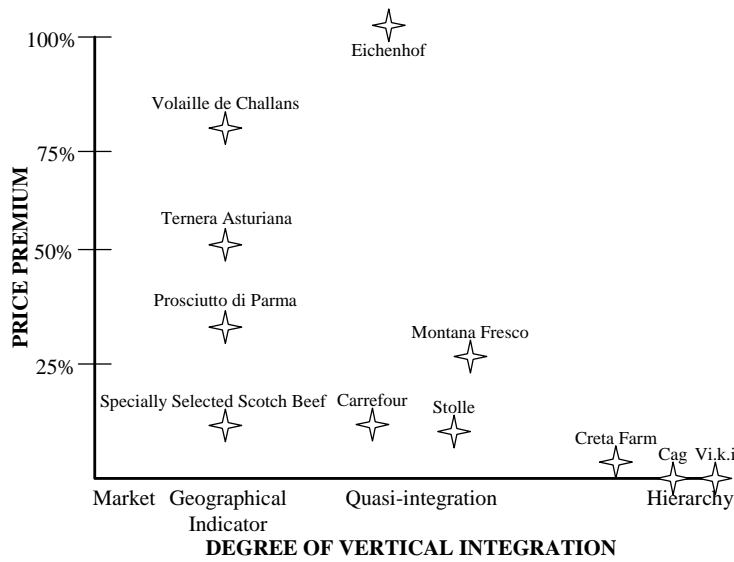 100%
Eichenhof
Volaille de Challans
75%
Ternera Asturiana
50%
PRICE PREMIUM
Prosciutto di Parma
Montana Fresco
25%
Specially Selected Scotch Beef
Carrefour
Stolle
Creta Farm
Cag
Vi.k.i
Market
Geographical
Indicator
Quasi-integration
Hierarchy
DEGREE OF VERTICAL INTEGRATION